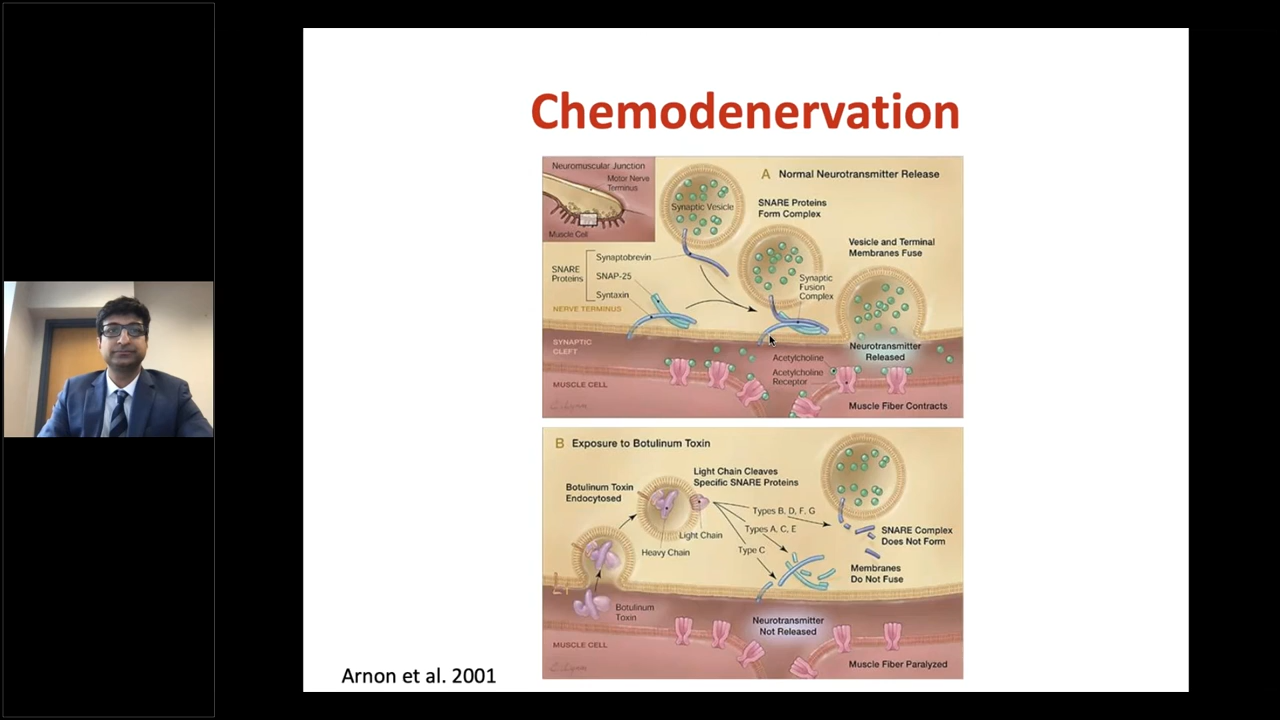 Chemodenervation
Neuromuscular Junction
Motor Nerve
Terminus
Muscle Cell
A Normal Neurotransmitter Release
Synaptic Vesicle
SNARE Proteins
Form Complex
Vesicle and Terminal
Membranes Fuse
SNARE
Proteins
Synaptobrevin
SNAP-25
Syntaxin
Synaptic
Fusion
Complex
NERVE TERMINUS
SYNAPTIC
CLEFT
Neurotransmitter
Released
Acetylcholine
Acetylcholine
Receptor
MUSCLE CELL
Muscle Fiber Contracts
B Exposure to Botulinum Toxin
Light Chain Cleaves
Specific SNARE Proteins
Botulinum Toxin
Endocytosed
Types B, D, F, G
Types A, C, E
Type C
Light Chain
Heavy Chain
SNARE Complex
Does Not Form
Membranes
Do Not Fuse
Botulinum
Toxin
Neurotransmitter
Not Released
MUSCLE CELL
Muscle Fiber Paralyzed
Arnon et al. 2001